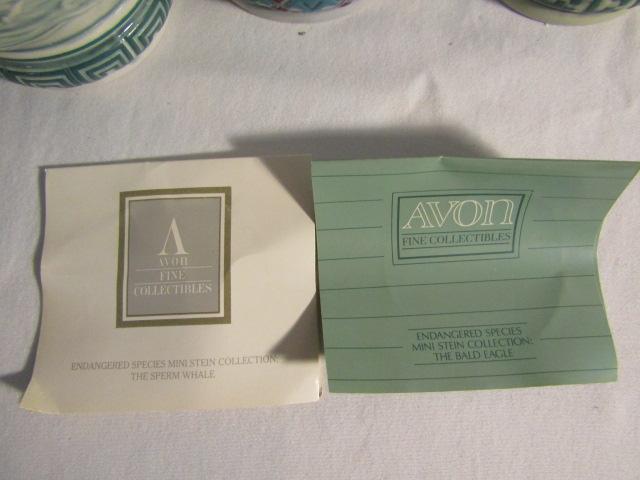 A
AVON
FINE
COLLECTIBLES
ENDANGERED SPECIES MINI STEIN COLLECTION:
THE SPERM WHALE
AVON
FINE COLLECTIBLES
ENDANGERED SPECIES
MINI STEIN COLLECTION:
THE BALD EAGLE